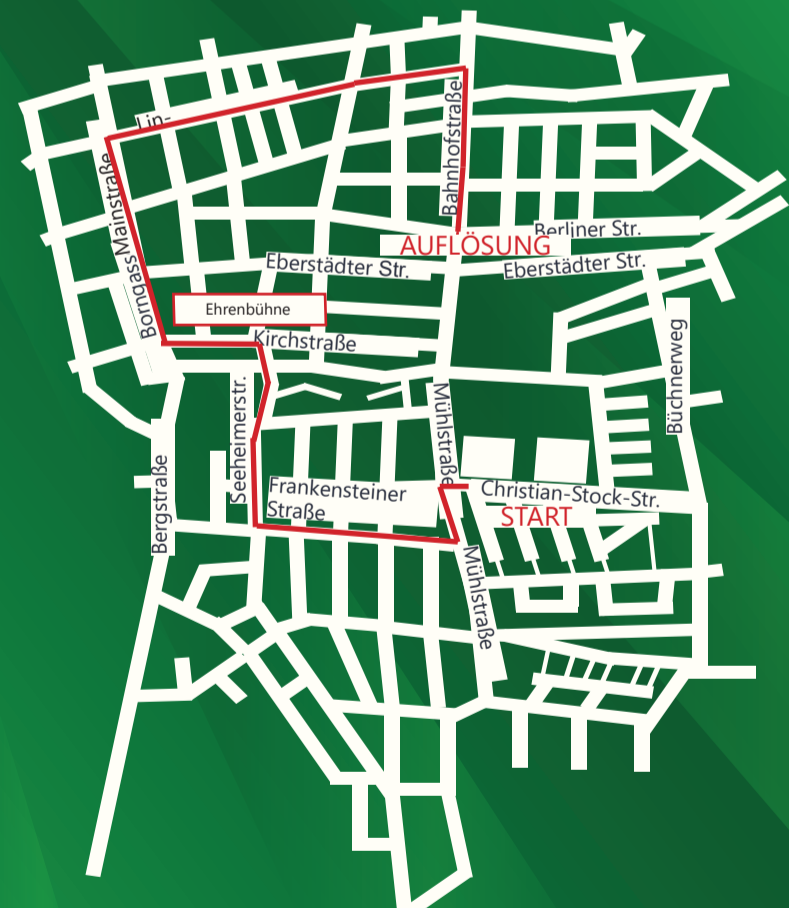 Lin-
Bahnhofstraße
Mainstraße
Borngass
Berliner Str.
AUFLÖSUNG
Eberstädter Str.
Eberstädter Str.
Ehrenbühne
Kirchstraße
Büchnerweg
Seeheimerstr.
Mühlstraße
Bergstraße
Frankensteiner
Straße
Christian-Stock-Str.
START
Mühlstraße